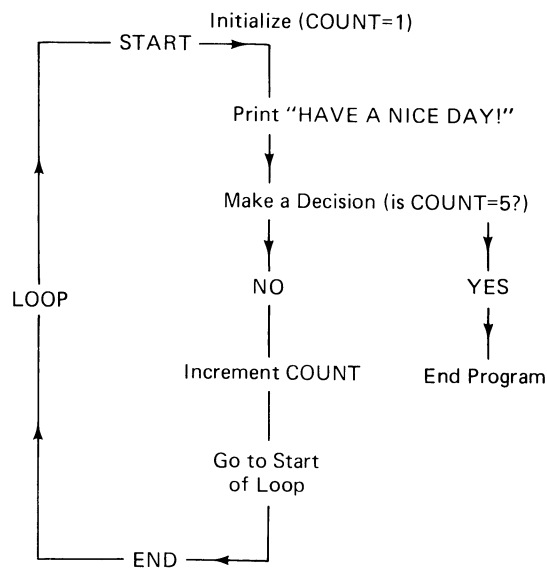 Initialize (COUNT=1)
START
Print “HAVE A NICE DAY!”
Make a Decision (is COUNT=5?)
NO
YES
LOOP
Increment COUNT
End Program
Go to Start
of Loop
END